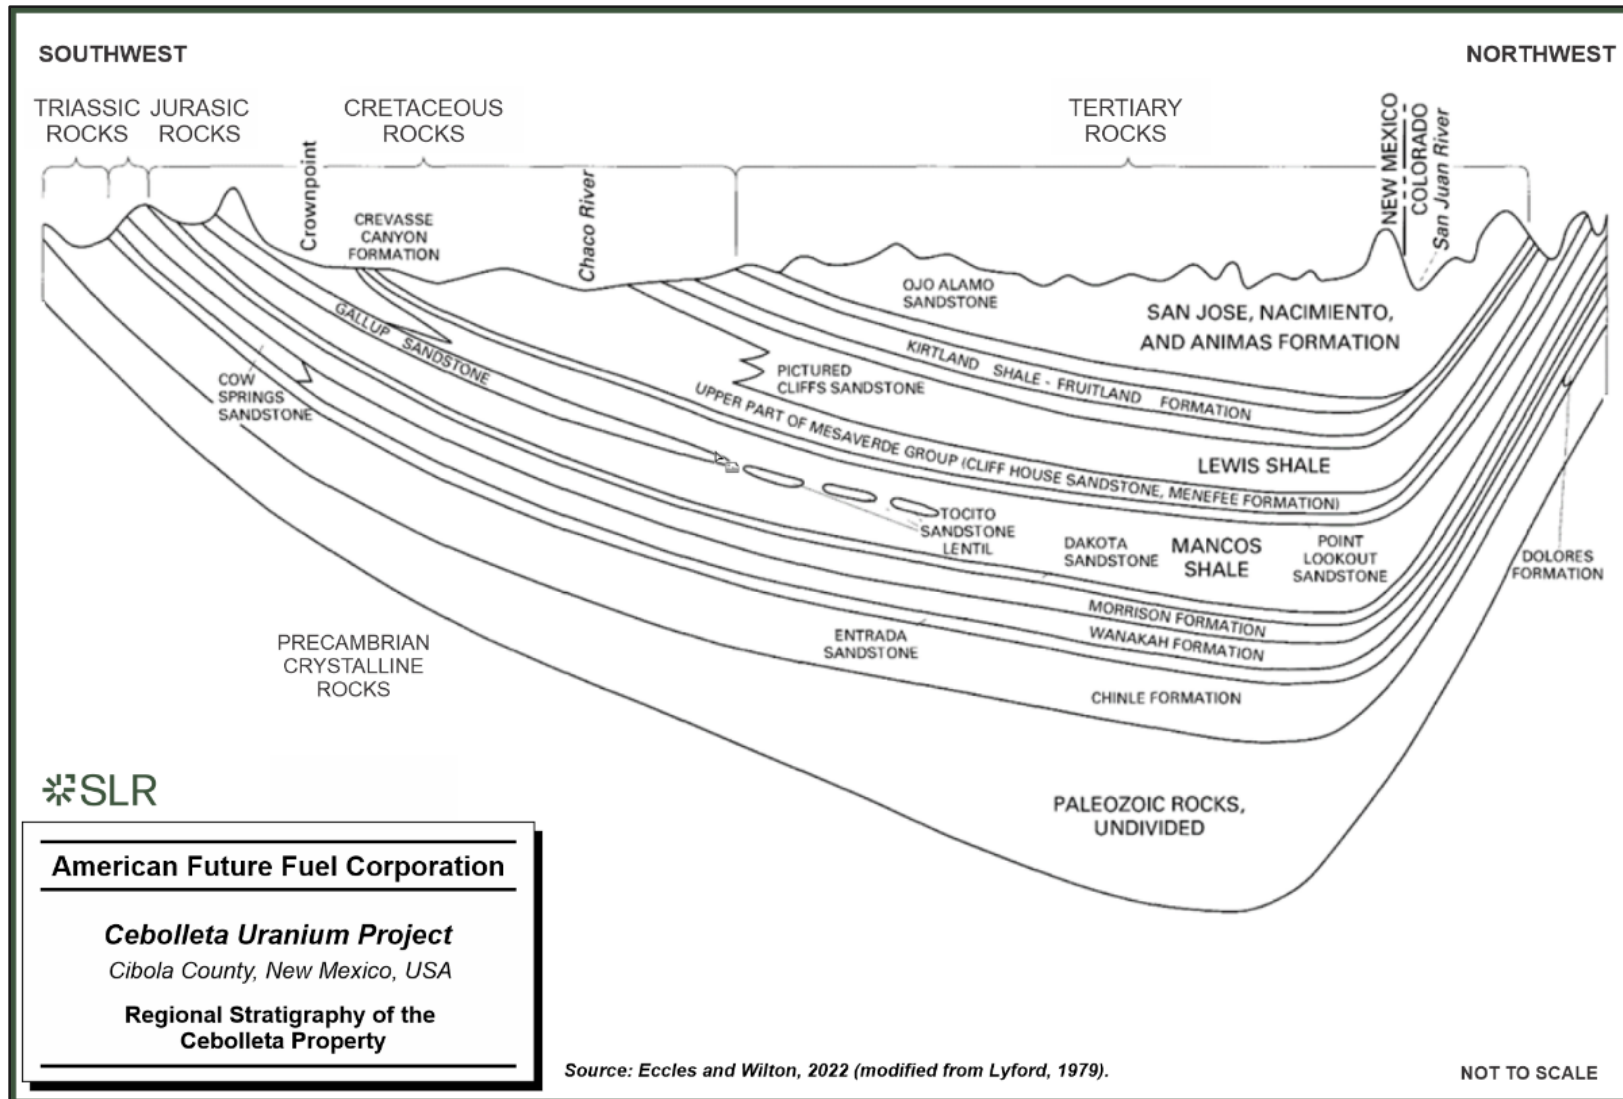 SOUTHWEST
NORTHWEST
TRIASSIC
ROCKS
JURASIC
ROCKS
CRETACEOUS
ROCKS
TERTIARY
ROCKS
Crownpoint
Chaco River
NEW MEXICO
COLORADO
San Juan River
CREVASSE
CANYON
FORMATION
OJO ALAMO
SANDSTONE
SAN JOSE, NACIMIENTO,
AND ANIMAS FORMATION
GALLUP SANDSTONE
KIRTLAND SHALE - FRUITLAND FORMATION
COW
SPRINGS
SANDSTONE
PICTURED
CLIFFS SANDSTONE
UPPER PART OF MESAVERDE GROUP (CLIFF HOUSE SANDSTONE, MENEFEE FORMATION)
LEWIS SHALE
TOCITO
SANDSTONE
LENTIL
DAKOTA
SANDSTONE
MANCOS
SHALE
POINT
LOOKOUT
SANDSTONE
DOLORES
FORMATION
MORRISON FORMATION
WANAKAH FORMATION
ENTRADA
SANDSTONE
PRECAMBRIAN
CRYSTALLINE
ROCKS
CHINLE FORMATION
PALEOZOIC ROCKS,
UNDIVIDED
SLR
American Future Fuel Corporation
Cebolleta Uranium Project
Cibola County, New Mexico, USA
Regional Stratigraphy of the
Cebolleta Property
Source: Eccles and Wilton, 2022 (modified from Lyford, 1979).
NOT TO SCALE